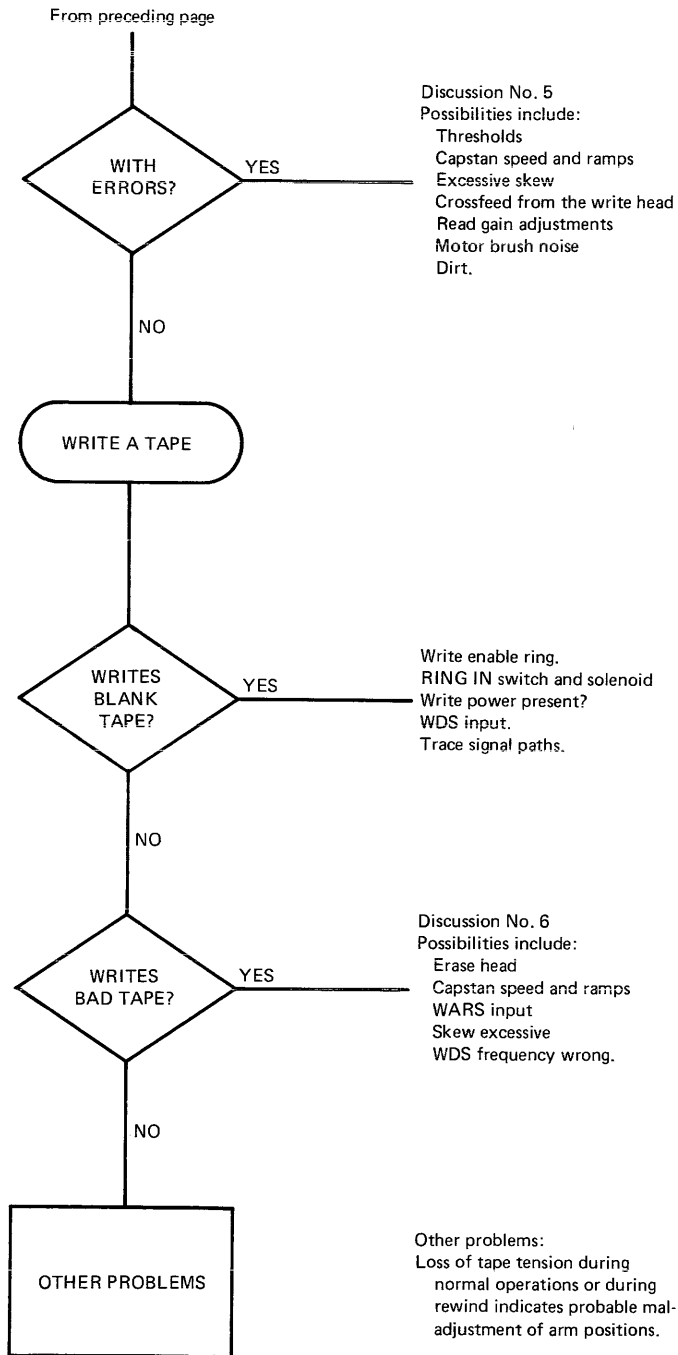 From preceding page
WITH
ERRORS?
YES
Discussion No. 5
Possibilities include:
Thresholds
Capstan speed and ramps
Excessive skew
Crossfeed from the write head
Read gain adjustments
Motor brush noise
Dirt.
NO
WRITE A TAPE
WRITES
BLANK
TAPE?
YES
Write enable ring.
RING IN switch and solenoid
Write power present?
WDS input.
Trace signal paths.
NO
WRITES
BAD TAPE?
YES
Discussion No. 6
Possibilities include:
Erase head
Capstan speed and ramps
WARS input
Skew excessive
WDS frequency wrong.
NO
OTHER PROBLEMS
Other problems:
Loss of tape tension during
normal operations or during
rewind indicates probable mal-
adjustment of arm positions.